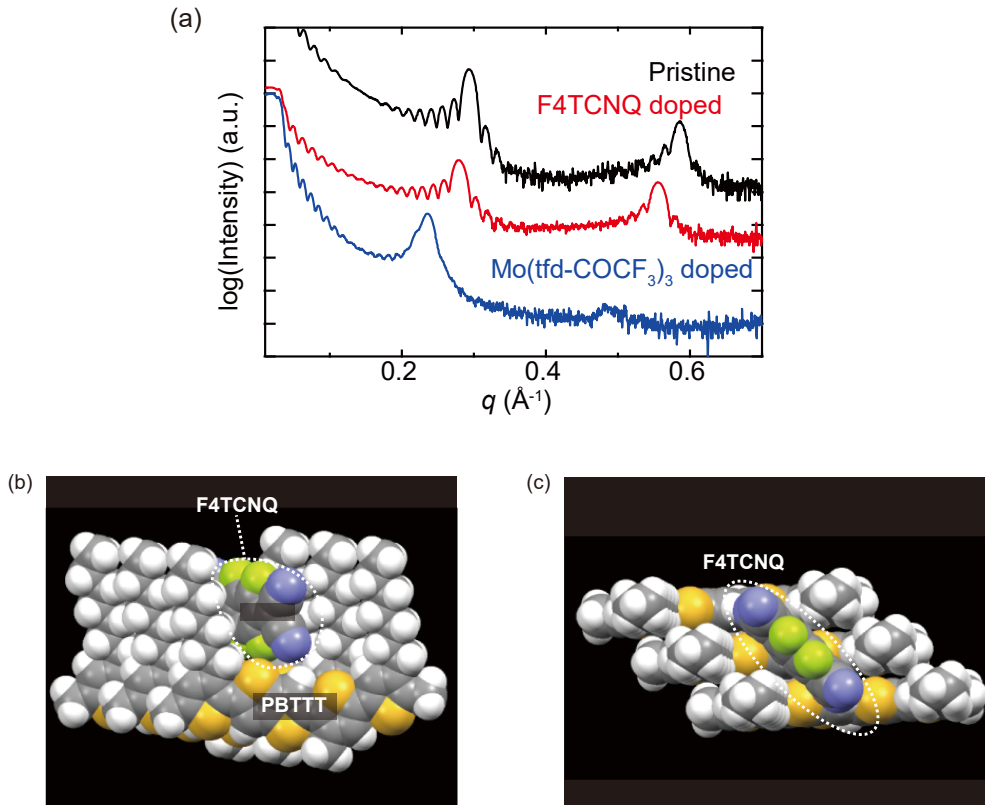 (a)
Pristine
F4TCNQ doped
Mo(tfd-COCF₃)₃ doped
log(Intensity) (a.u.)
0.2
0.4
0.6
q (Å⁻¹)
(b)
F4TCNQ
PBTTT
(c)
F4TCNQ